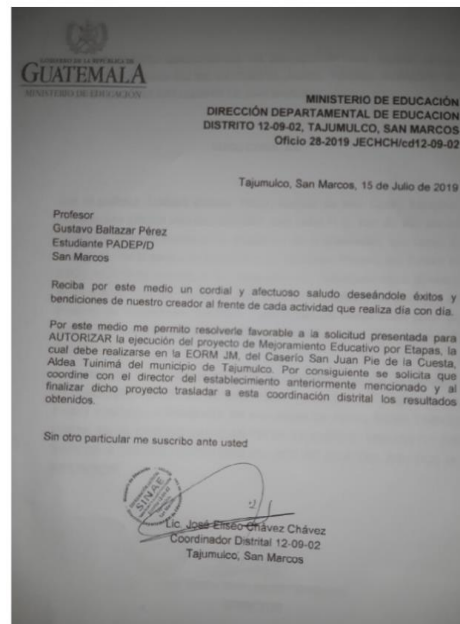 GOBIERNO DE LA REPÚBLICA DE
GUATEMALA
MINISTERIO DE EDUCACIÓN
MINISTERIO DE EDUCACIÓN
DIRECCIÓN DEPARTAMENTAL DE EDUCACION
DISTRITO 12-09-02, TAJUMULCO, SAN MARCOS
Oficio 28-2019 JECHCH/cd12-09-02
Tajumulco, San Marcos, 15 de Julio de 2019
Profesor
Gustavo Baltazar Pérez
Estudiante PADEP/D
San Marcos
Reciba por este medio un cordial y afectuoso saludo deseándole éxitos y
bendiciones de nuestro creador al frente de cada actividad que realiza día con día.
Por este medio me permito resolverle favorable a la solicitud presentada para
AUTORIZAR la ejecución del proyecto de Mejoramiento Educativo por Etapas, la
cual debe realizarse en la EORM JM, del Caserío San Juan Pie de la Cuesta,
Aldea Tuinimá del municipio de Tajumulco. Por consiguiente se solicita que
coordine con el director del establecimiento anteriormente mencionado y al
finalizar dicho proyecto trasladar a esta coordinación distrital los resultados
obtenidos.
Sin otro particular me suscribo ante usted
SINAE
Lic. José Eliseo Chávez Chávez
Coordinador Distrital 12-09-02
Tajumulco, San Marcos